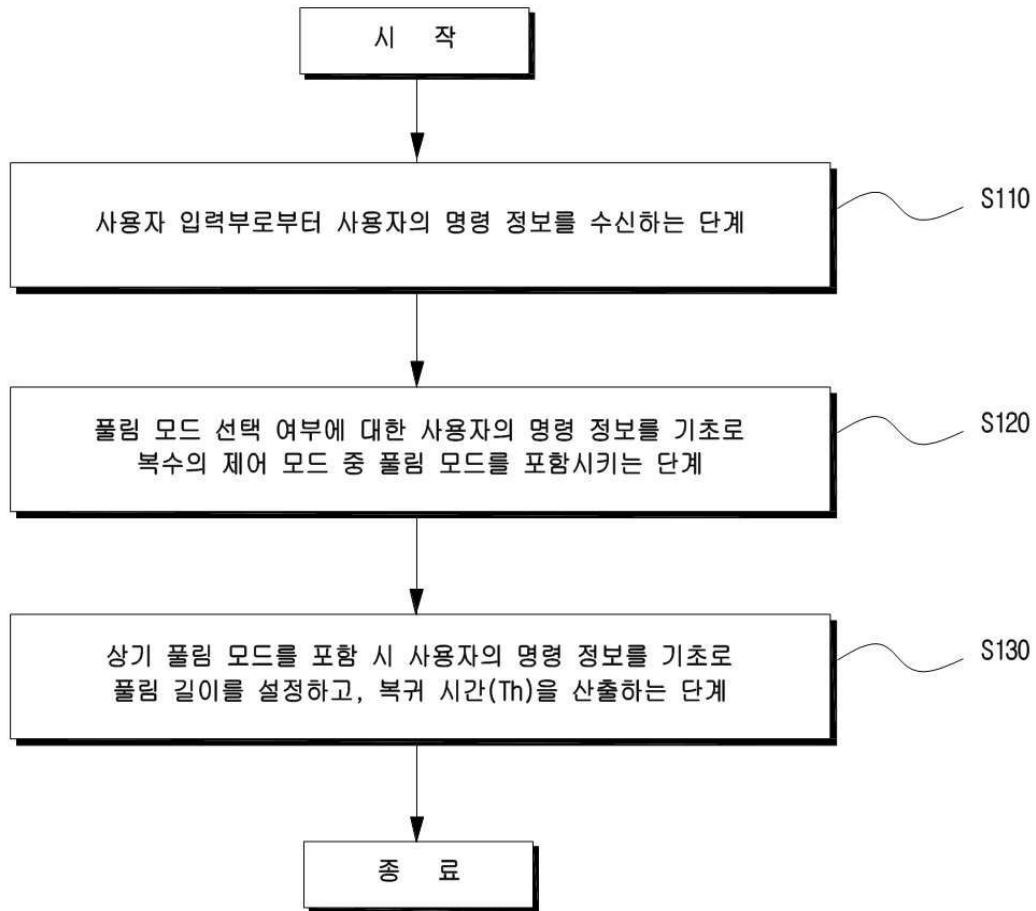 시 작
사용자 입력부로부터 사용자의 명령 정보를 수신하는 단계
S110
풀림 모드 선택 여부에 대한 사용자의 명령 정보를 기초로
복수의 제어 모드 중 풀림 모드를 포함시키는 단계
S120
상기 풀림 모드를 포함 시 사용자의 명령 정보를 기초로
풀림 길이를 설정하고, 복귀 시간(Th)을 산출하는 단계
S130
종 료